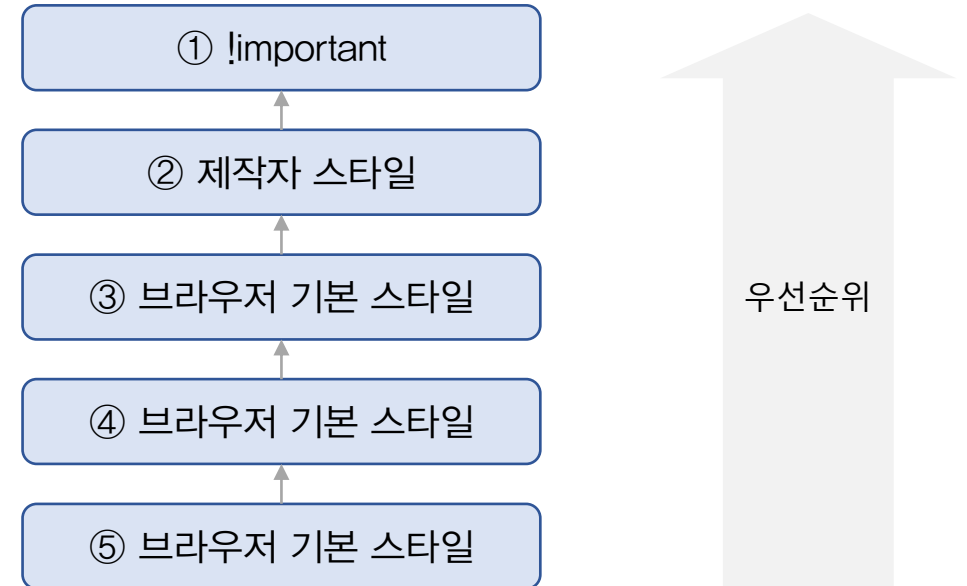 ① !important
② 제작자 스타일
③ 브라우저 기본 스타일
우선순위
④ 브라우저 기본 스타일
⑤ 브라우저 기본 스타일